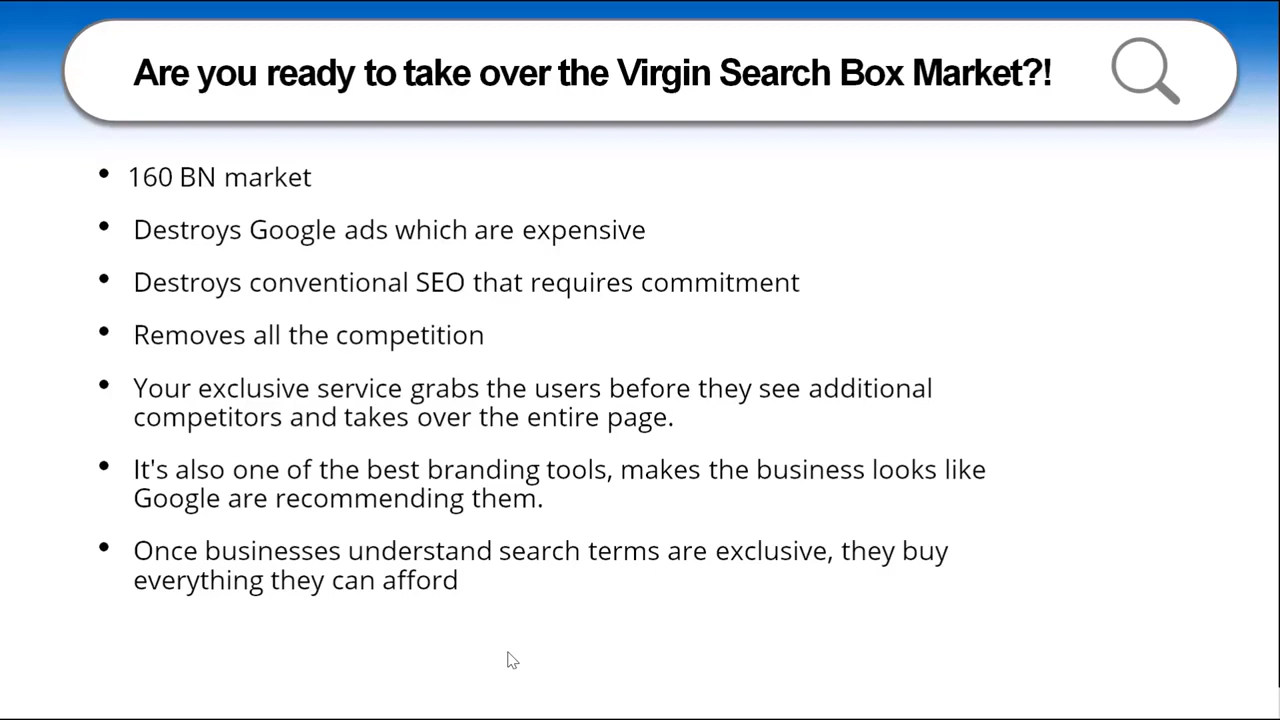 Are you ready to take over the Virgin Search Box Market?!
• 160 BN market
• Destroys Google ads which are expensive
• Destroys conventional SEO that requires commitment
• Removes all the competition
• Your exclusive service grabs the users before they see additional
competitors and takes over the entire page.
• It's also one of the best branding tools, makes the business looks like
Google are recommending them.
• Once businesses understand search terms are exclusive, they buy
everything they can afford